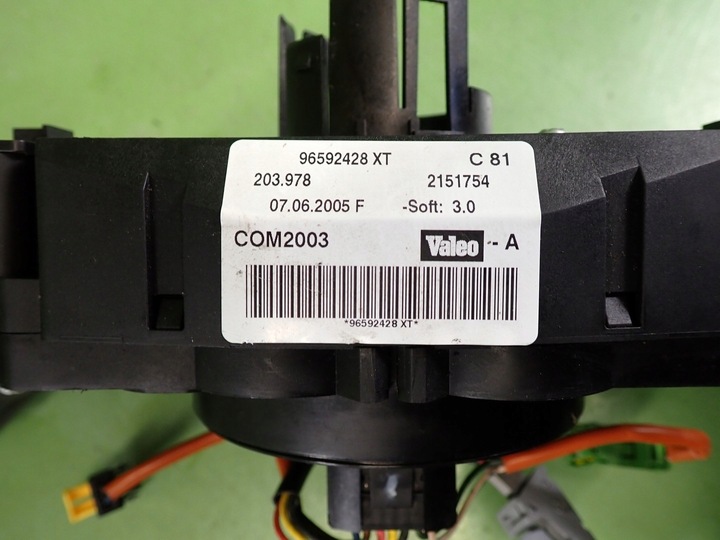 96592428 XT C 81
203.978 2151754
07.06.2005 F -Soft: 3.0
COM2003 Valeo - A
*96592428 XT*